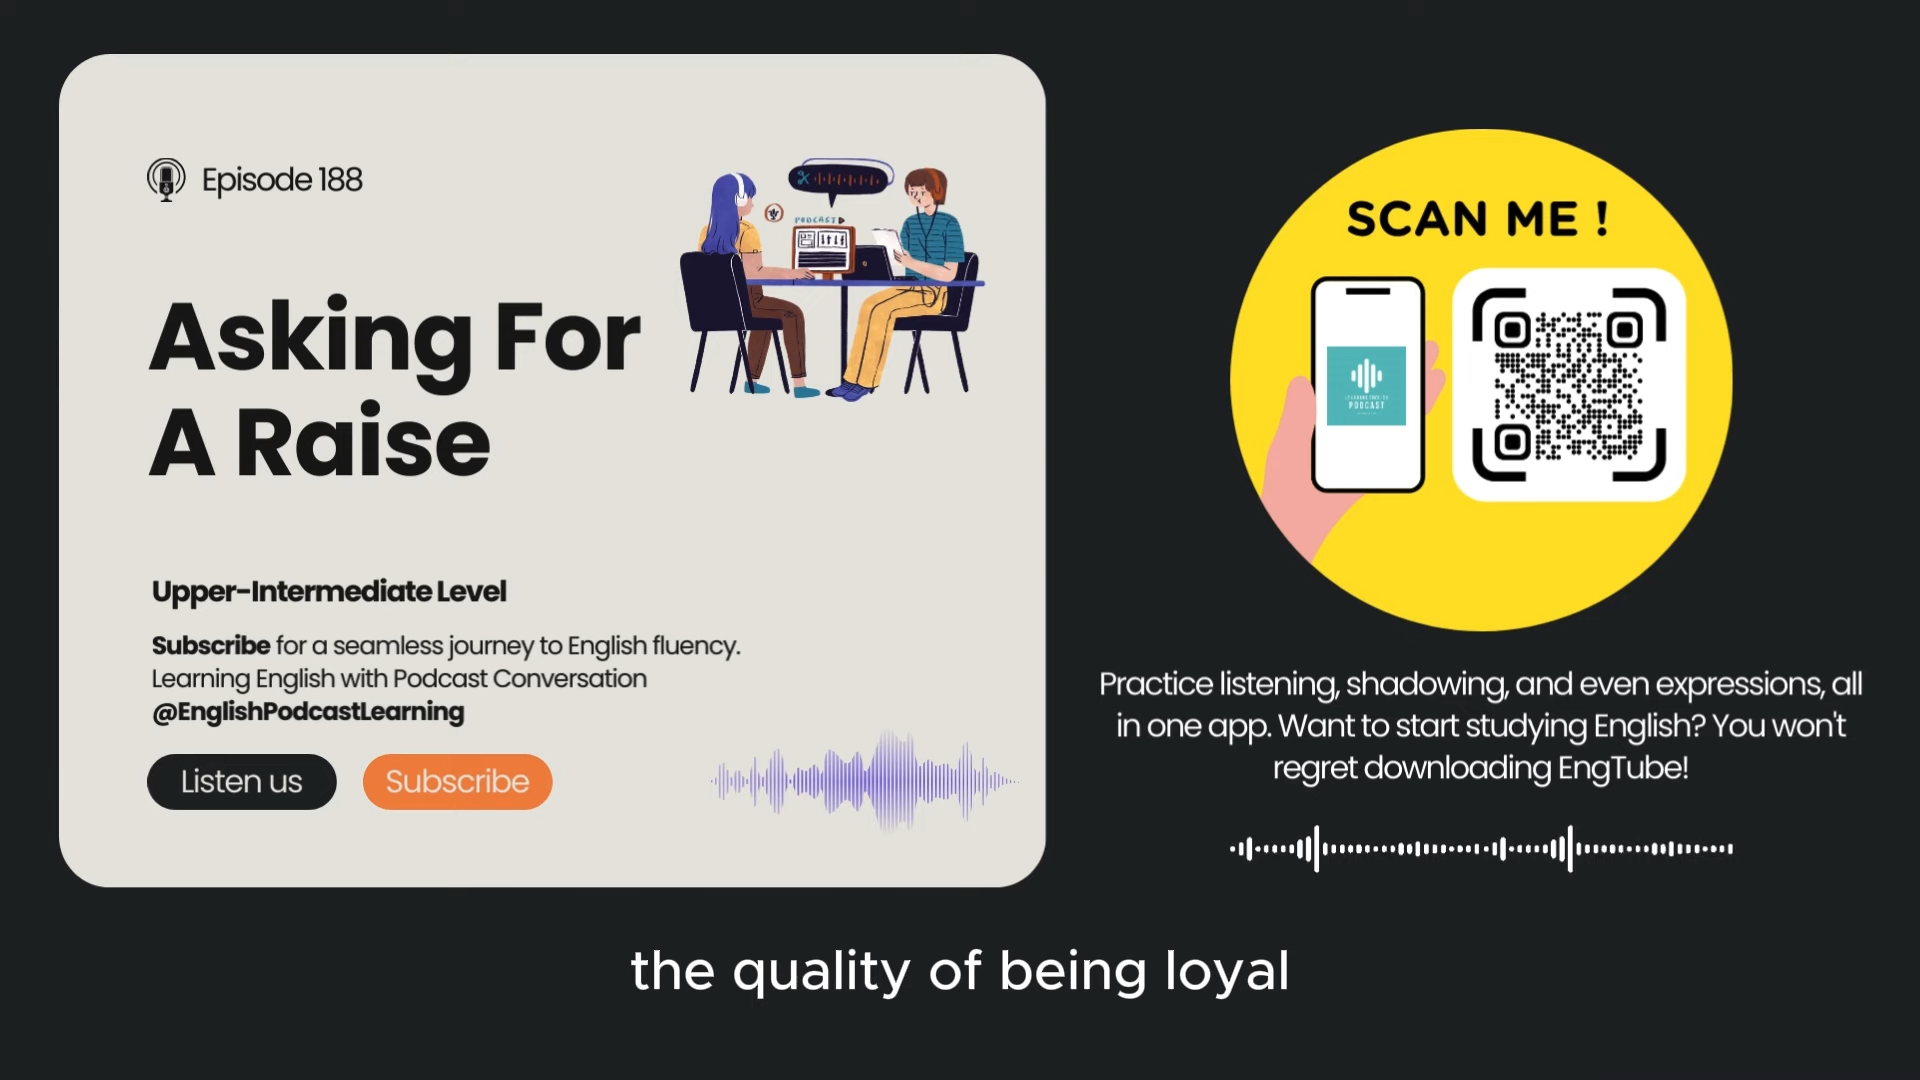 Episode 188
PODCAST
Asking For
A Raise
Upper-Intermediate Level
Subscribe for a seamless journey to English fluency.
Learning English with Podcast Conversation
@EnglishPodcastLearning
Listen us
Subscribe
SCAN ME !
PODCAST
Practice listening, shadowing, and even expressions, all
in one app. Want to start studying English? You won't
regret downloading EngTube!
the quality of being loyal